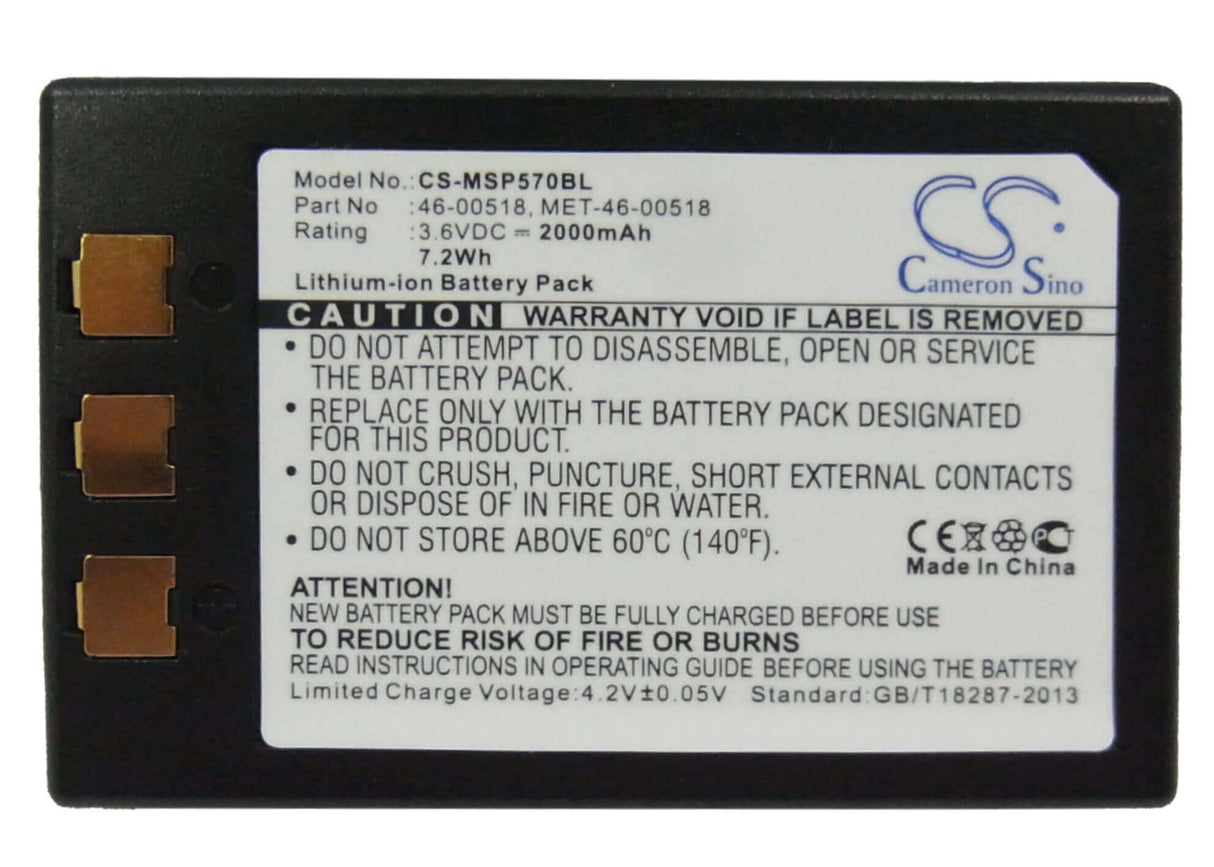 Model No.: CS-MSP570BL
Part No :46-00518, MET-46-00518
Rating :3.6VDC ⎓ 2000mAh
7.2Wh
Lithium-ion Battery Pack
CS
Cameron Sino
CAUTION WARRANTY VOID IF LABEL IS REMOVED
• DO NOT ATTEMPT TO DISASSEMBLE, OPEN OR SERVICE
THE BATTERY PACK.
• REPLACE ONLY WITH THE BATTERY PACK DESIGNATED
FOR THIS PRODUCT.
• DO NOT CRUSH, PUNCTURE, SHORT EXTERNAL CONTACTS
OR DISPOSE OF IN FIRE OR WATER.
• DO NOT STORE ABOVE 60°C (140°F).
CE PCT
Made In China
ATTENTION!
NEW BATTERY PACK MUST BE FULLY CHARGED BEFORE USE
TO REDUCE RISK OF FIRE OR BURNS
READ INSTRUCTIONS IN OPERATING GUIDE BEFORE USING THE BATTERY
Limited Charge Voltage:4.2V±0.05V Standard:GB/T18287-2013